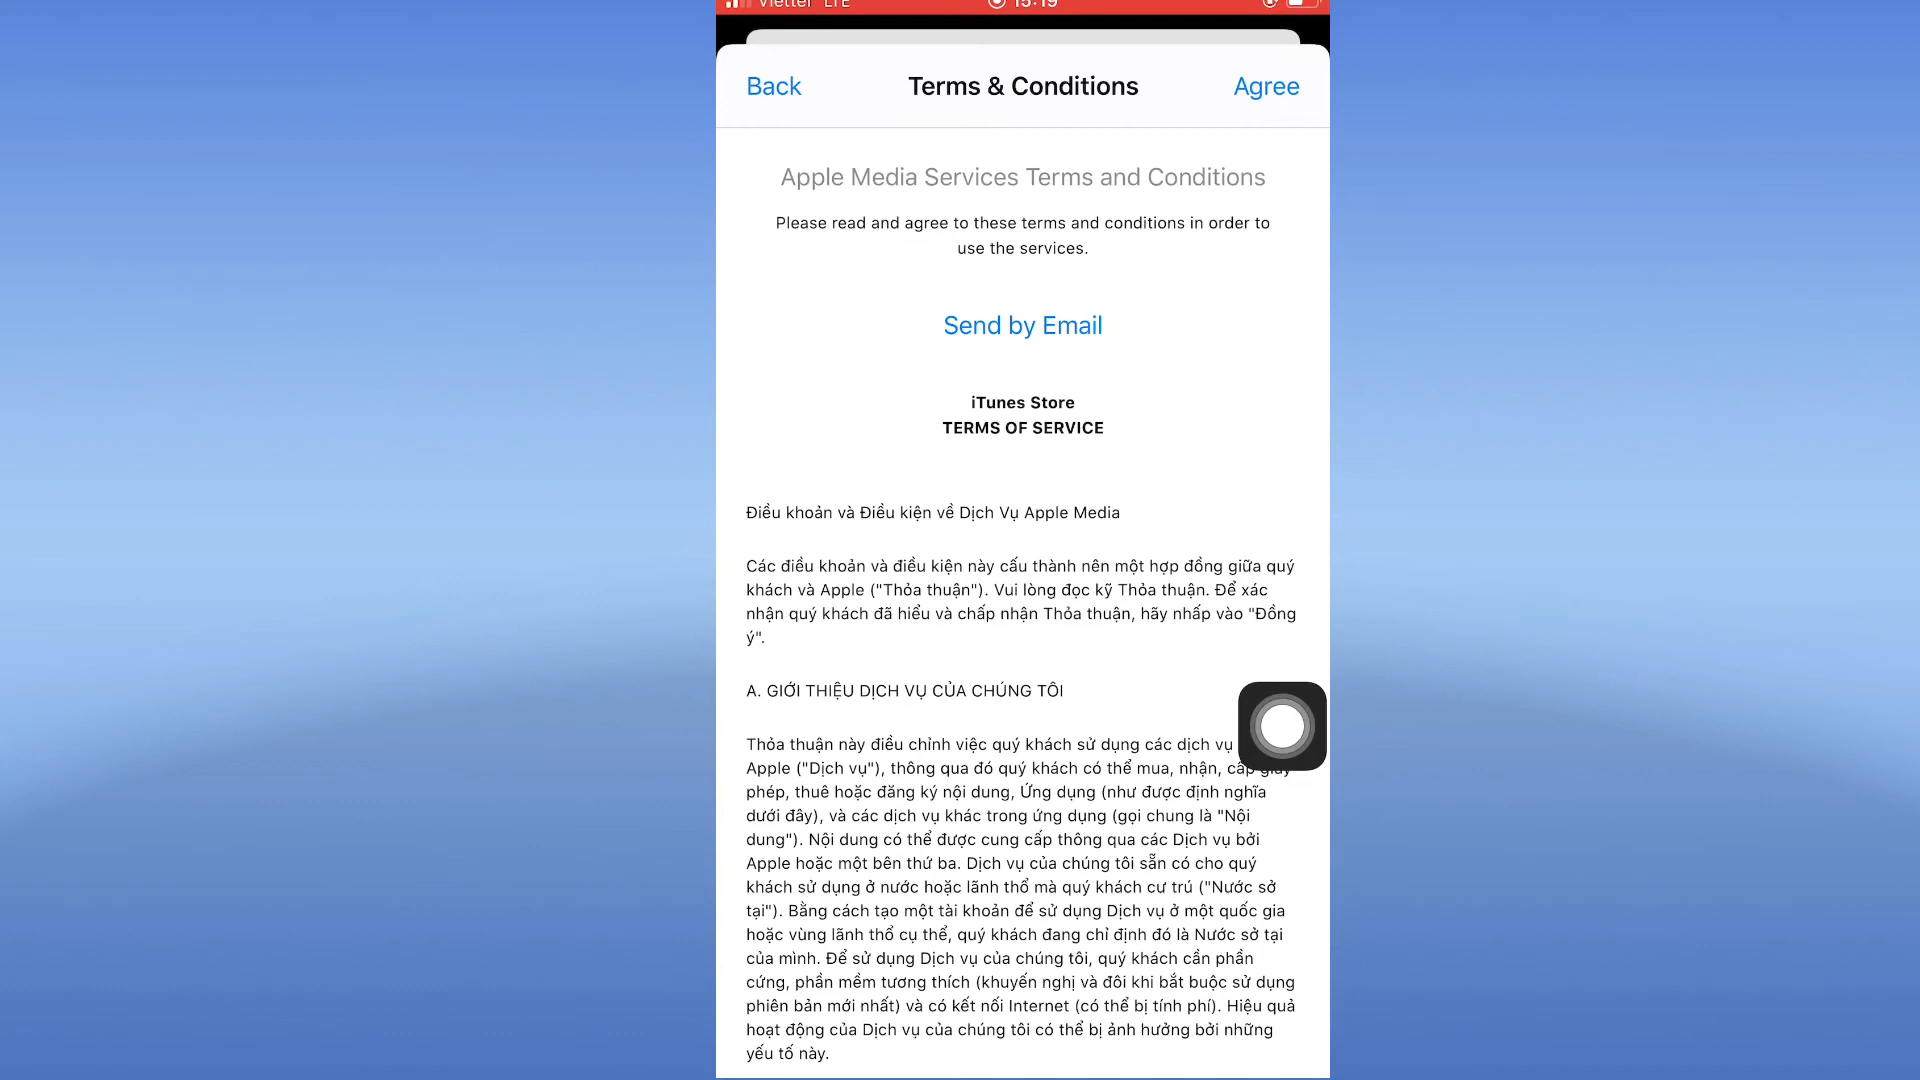 Viettel LTE 15:19
Back Terms & Conditions Agree
Apple Media Services Terms and Conditions
Please read and agree to these terms and conditions in order to
use the services.
Send by Email
iTunes Store
TERMS OF SERVICE
Điều khoản và Điều kiện về Dịch Vụ Apple Media
Các điều khoản và điều kiện này cấu thành nên một hợp đồng giữa quý
khách và Apple ("Thỏa thuận"). Vui lòng đọc kỹ Thỏa thuận. Để xác
nhận quý khách đã hiểu và chấp nhận Thỏa thuận, hãy nhấp vào "Đồng
ý".
A. GIỚI THIỆU DỊCH VỤ CỦA CHÚNG TÔI
Thỏa thuận này điều chỉnh việc quý khách sử dụng các dịch vụ
Apple ("Dịch vụ"), thông qua đó quý khách có thể mua, nhận, cấp giấy
phép, thuê hoặc đăng ký nội dung, Ứng dụng (như được định nghĩa
dưới đây), và các dịch vụ khác trong ứng dụng (gọi chung là "Nội
dung"). Nội dung có thể được cung cấp thông qua các Dịch vụ bởi
Apple hoặc một bên thứ ba. Dịch vụ của chúng tôi sẵn có cho quý
khách sử dụng ở nước hoặc lãnh thổ mà quý khách cư trú ("Nước sở
tại"). Bằng cách tạo một tài khoản để sử dụng Dịch vụ ở một quốc gia
hoặc vùng lãnh thổ cụ thể, quý khách đang chỉ định đó là Nước sở tại
của mình. Để sử dụng Dịch vụ của chúng tôi, quý khách cần phần
cứng, phần mềm tương thích (khuyến nghị và đôi khi bắt buộc sử dụng
phiên bản mới nhất) và có kết nối Internet (có thể bị tính phí). Hiệu quả
hoạt động của Dịch vụ của chúng tôi có thể bị ảnh hưởng bởi những
yếu tố này.